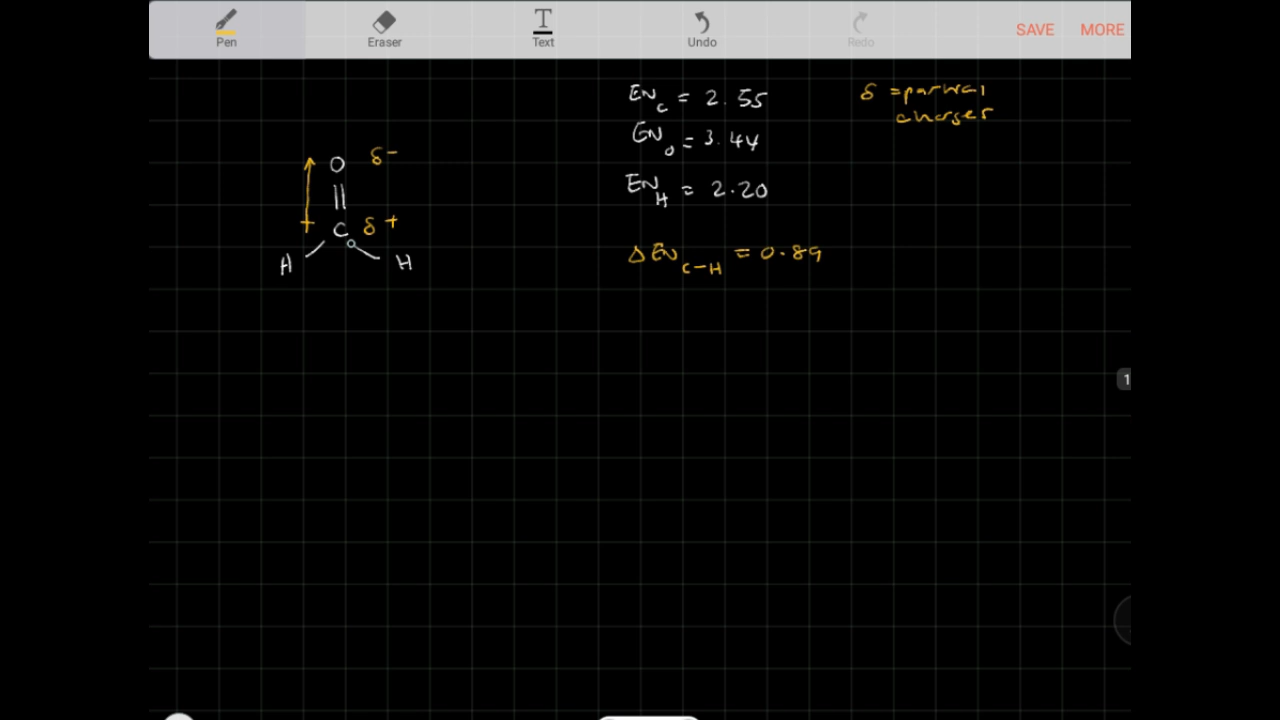 Pen
Eraser
Text
Undo
Redo
SAVE
MORE
EN_C = 2.55
EN_O = 3.44
EN_H = 2.20
ΔEN_C-H = 0.89
δ = partial
charges
O δ-
||
C δ+
H H
1